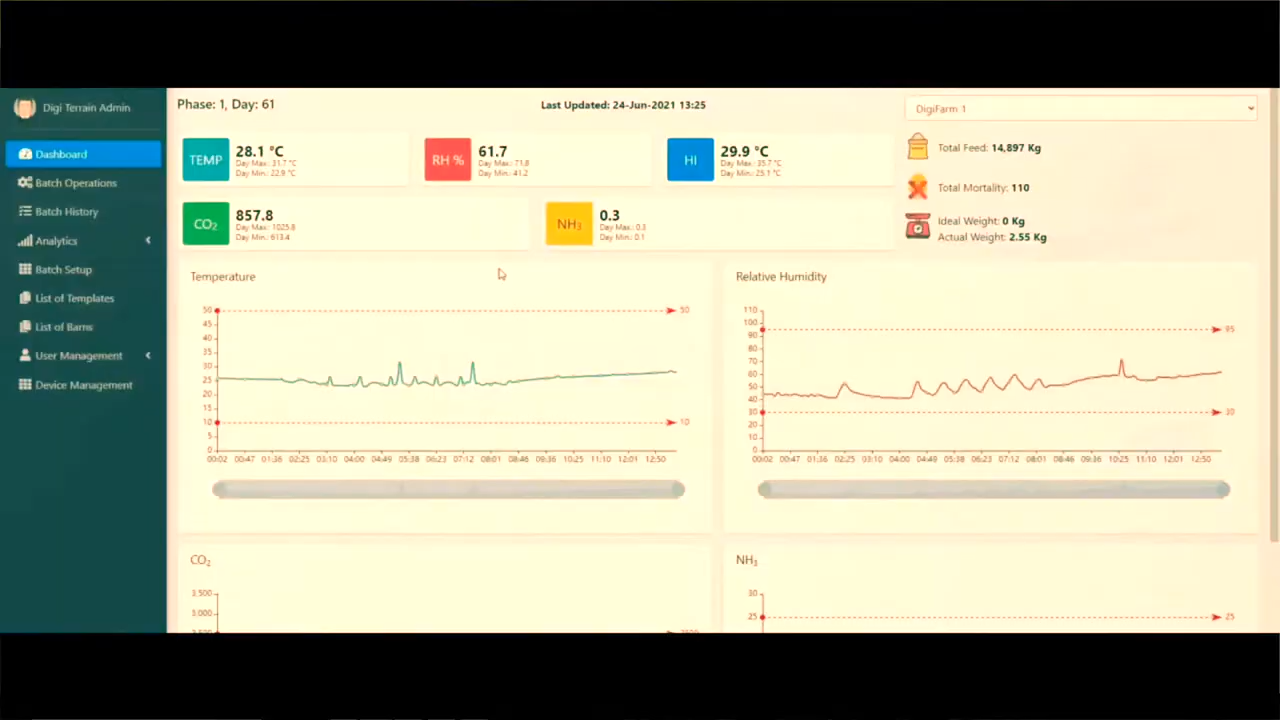 Digi Terrain Admin
Dashboard
Batch Operations
Batch History
Analytics
Batch Setup
List of Templates
List of Barns
User Management
Device Management
Phase: 1, Day: 61
Last Updated: 24-Jun-2021 13:25
DigiFarm 1
TEMP
28.1 °C
Day Max.: 31.7 °C
Day Min.: 22.9 °C
RH %
61.7
Day Max.: 71.8
Day Min.: 41.2
HI
29.9 °C
Day Max.: 35.7 °C
Day Min.: 25.1 °C
CO₂
857.8
Day Max.: 1025.8
Day Min.: 613.4
NH₃
0.3
Day Max.: 0.3
Day Min.: 0.1
Total Feed: 14,897 Kg
Total Mortality: 110
Ideal Weight: 0 Kg
Actual Weight: 2.55 Kg
Temperature
50
45
40
35
30
25
20
15
10
5
0
50
10
00:02 00:47 01:36 02:25 03:10 04:00 04:49 05:38 06:23 07:12 08:01 08:46 09:36 10:25 11:10 12:01 12:50
Relative Humidity
110
100
90
80
70
60
50
40
30
20
10
0
95
30
00:02 00:47 01:36 02:25 03:10 04:00 04:49 05:38 06:23 07:12 08:01 08:46 09:36 10:25 11:10 12:01 12:50
CO₂
3,500
3,000
NH₃
30
25
25